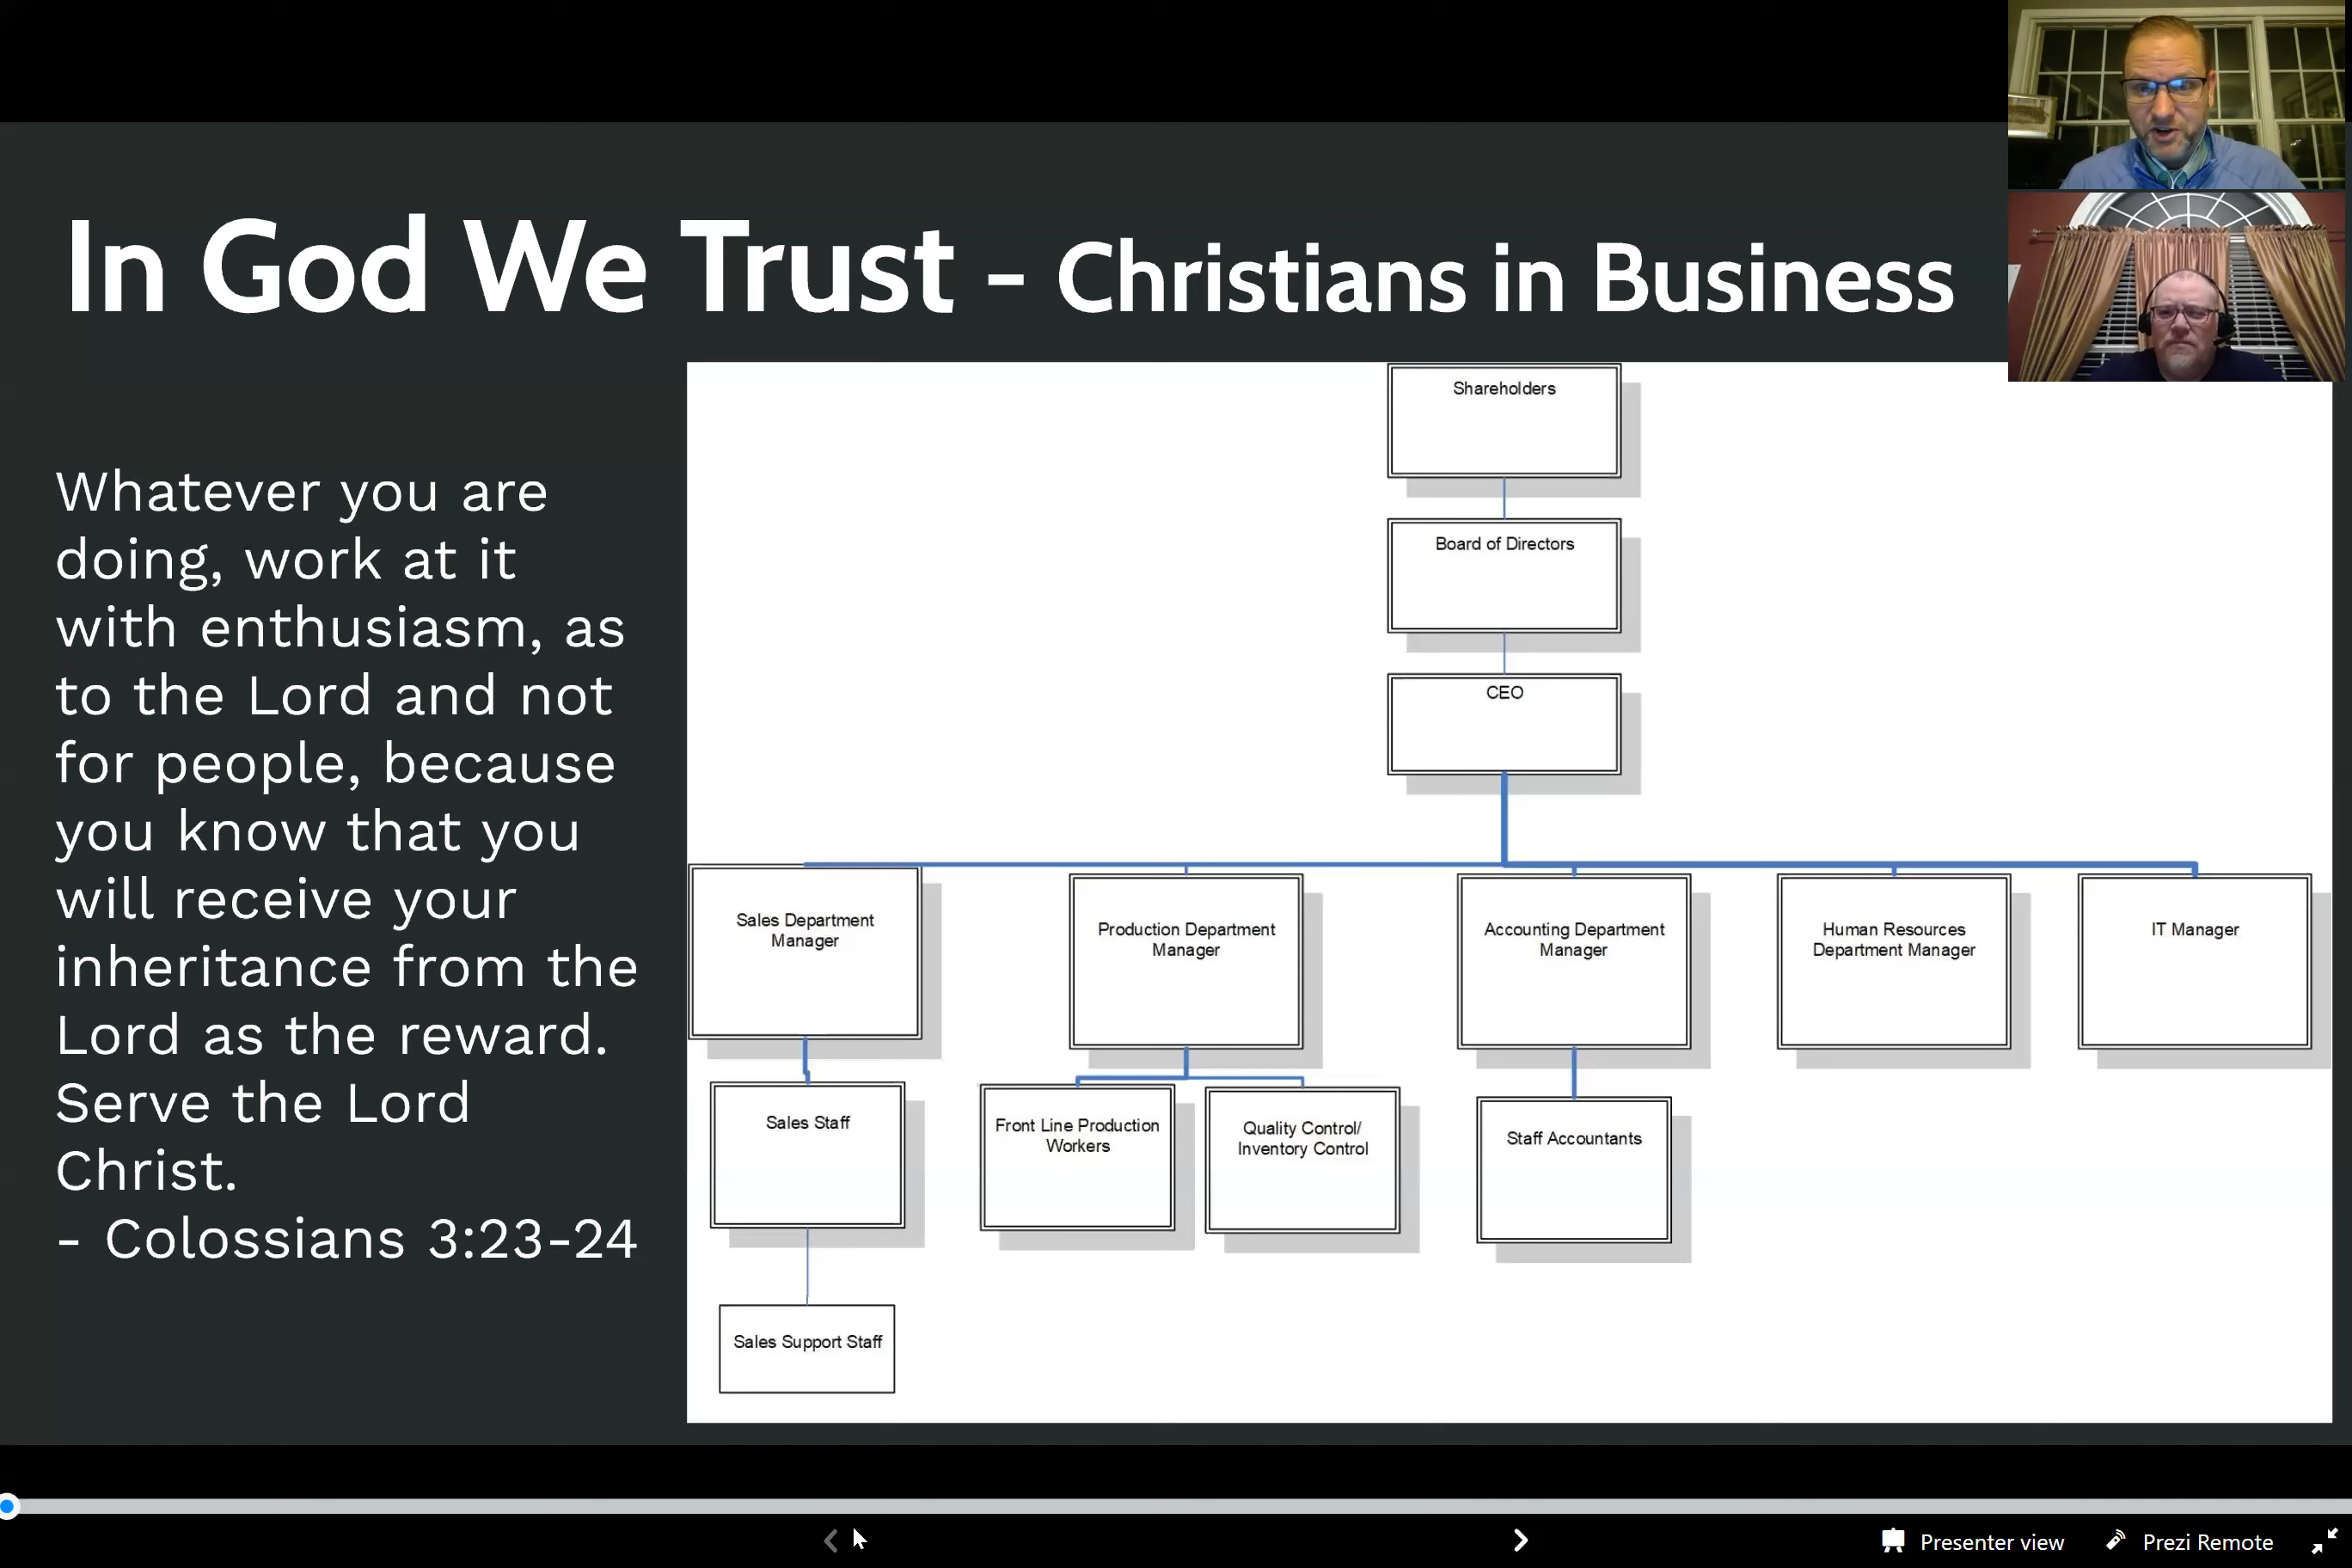 In God We Trust - Christians in Business
Whatever you are
doing, work at it
with enthusiasm, as
to the Lord and not
for people, because
you know that you
will receive your
inheritance from the
Lord as the reward.
Serve the Lord
Christ.
- Colossians 3:23-24
Shareholders
Board of Directors
CEO
Sales Department
Manager
Production Department
Manager
Accounting Department
Manager
Human Resources
Department Manager
IT Manager
Sales Staff
Front Line Production
Workers
Quality Control/
Inventory Control
Staff Accountants
Sales Support Staff
Presenter view
Prezi Remote